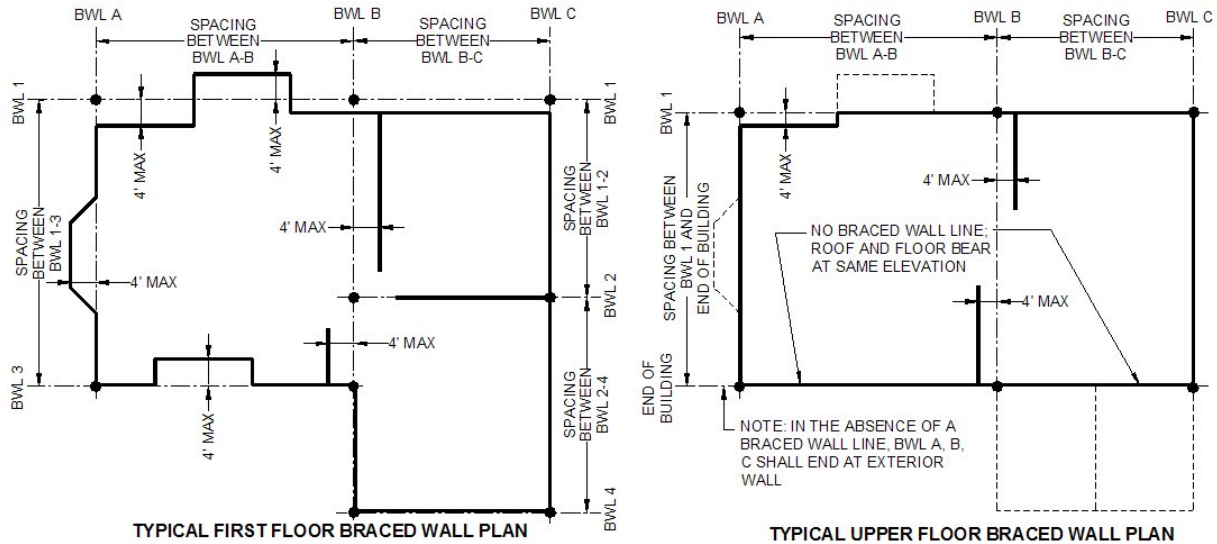 BWL A
BWL B
BWL C
SPACING
BETWEEN
BWL A-B
SPACING
BETWEEN
BWL B-C
BWL 1
BWL 1
4' MAX
4' MAX
SPACING
BETWEEN
BWL 1-3
SPACING
BETWEEN
BWL 1-2
4' MAX
4' MAX
BWL 2
4' MAX
BWL 3
4' MAX
SPACING
BETWEEN
BWL 2-4
BWL 4
TYPICAL FIRST FLOOR BRACED WALL PLAN
BWL A
BWL B
BWL C
SPACING
BETWEEN
BWL A-B
SPACING
BETWEEN
BWL B-C
BWL 1
4' MAX
4' MAX
SPACING BETWEEN
BWL 1 AND
END OF BUILDING
NO BRACED WALL LINE;
ROOF AND FLOOR BEAR
AT SAME ELEVATION
4' MAX
END OF
BUILDING
NOTE: IN THE ABSENCE OF A
BRACED WALL LINE, BWL A, B,
C SHALL END AT EXTERIOR
WALL
TYPICAL UPPER FLOOR BRACED WALL PLAN